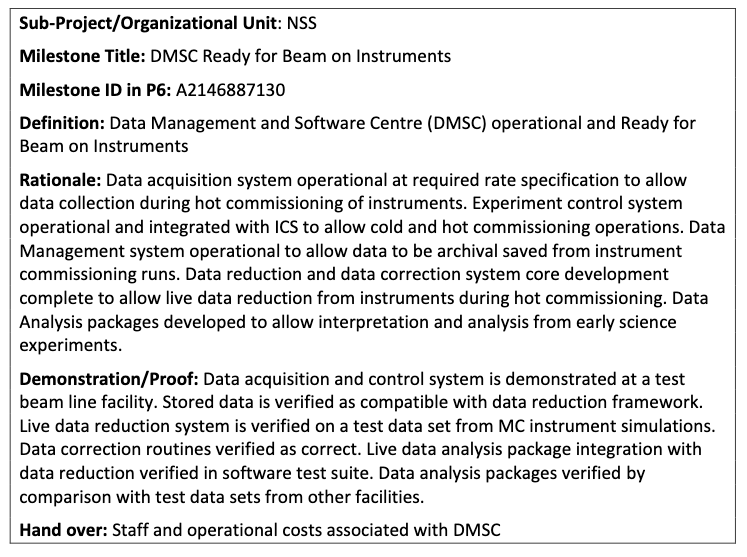 Sub-Project/Organizational Unit: NSS
Milestone Title: DMSC Ready for Beam on Instruments
Milestone ID in P6: A2146887130
Definition: Data Management and Software Centre (DMSC) operational and Ready for
Beam on Instruments
Rationale: Data acquisition system operational at required rate specification to allow
data collection during hot commissioning of instruments. Experiment control system
operational and integrated with ICS to allow cold and hot commissioning operations. Data
Management system operational to allow data to be archival saved from instrument
commissioning runs. Data reduction and data correction system core development
complete to allow live data reduction from instruments during hot commissioning. Data
Analysis packages developed to allow interpretation and analysis from early science
experiments.
Demonstration/Proof: Data acquisition and control system is demonstrated at a test
beam line facility. Stored data is verified as compatible with data reduction framework.
Live data reduction system is verified on a test data set from MC instrument simulations.
Data correction routines verified as correct. Live data analysis package integration with
data reduction verified in software test suite. Data analysis packages verified by
comparison with test data sets from other facilities.
Hand over: Staff and operational costs associated with DMSC